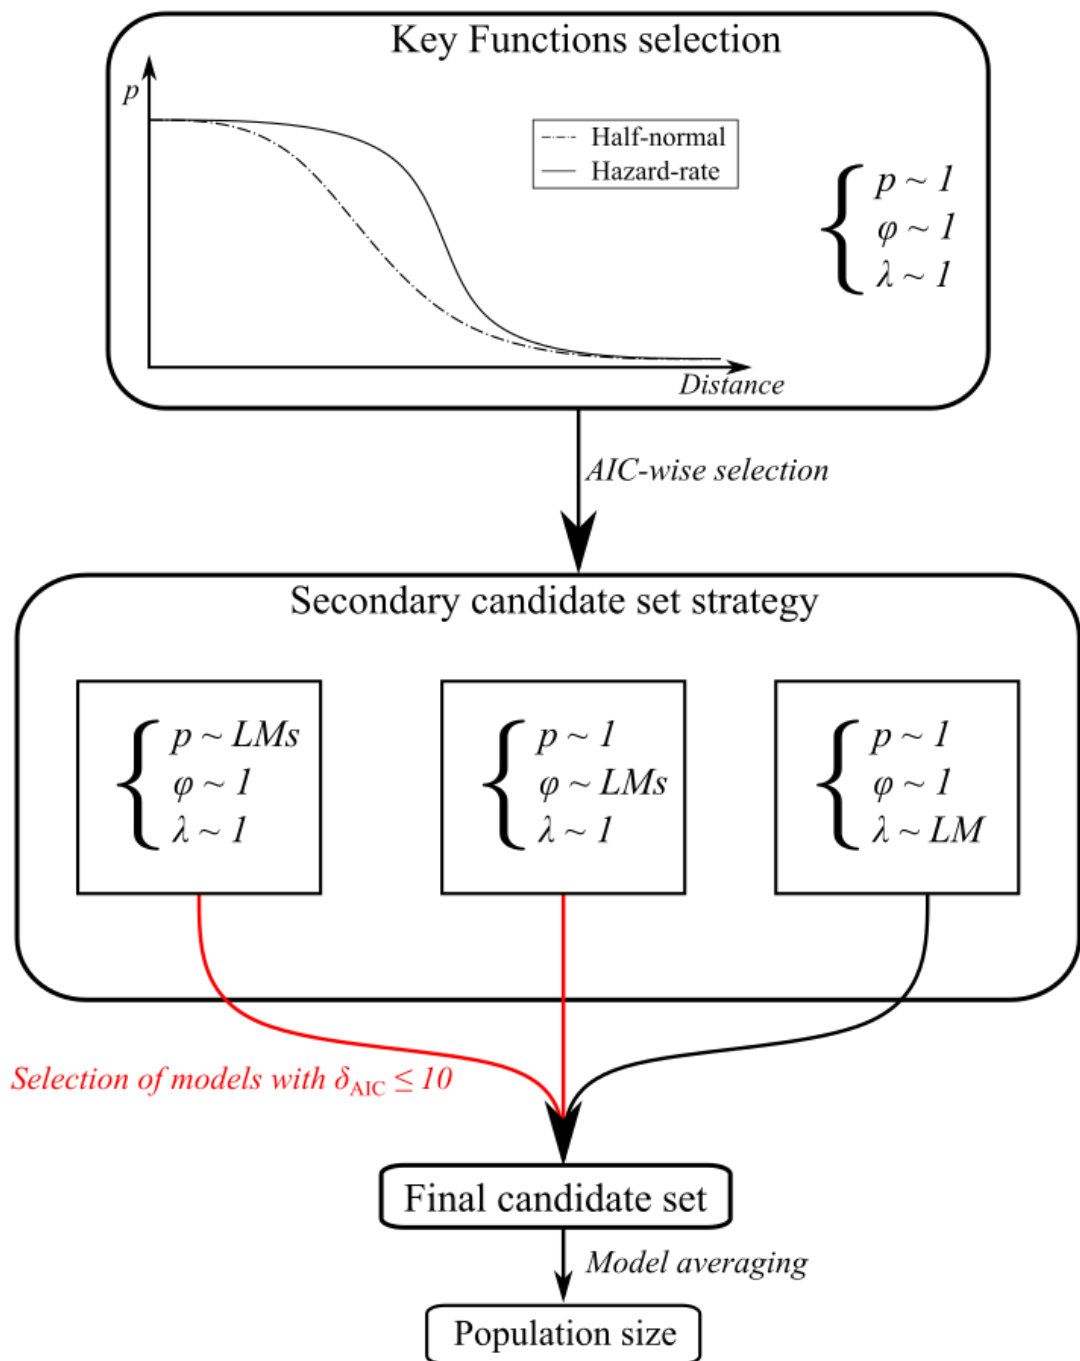 Key Functions selection
p
Half-normal
Hazard-rate
p ~ 1
φ ~ 1
λ ~ 1
Distance
AIC-wise selection
Secondary candidate set strategy
p ~ LMs
φ ~ 1
λ ~ 1
p ~ 1
φ ~ LMs
λ ~ 1
p ~ 1
φ ~ 1
λ ~ LM
Selection of models with δAIC ≤ 10
Final candidate set
Model averaging
Population size